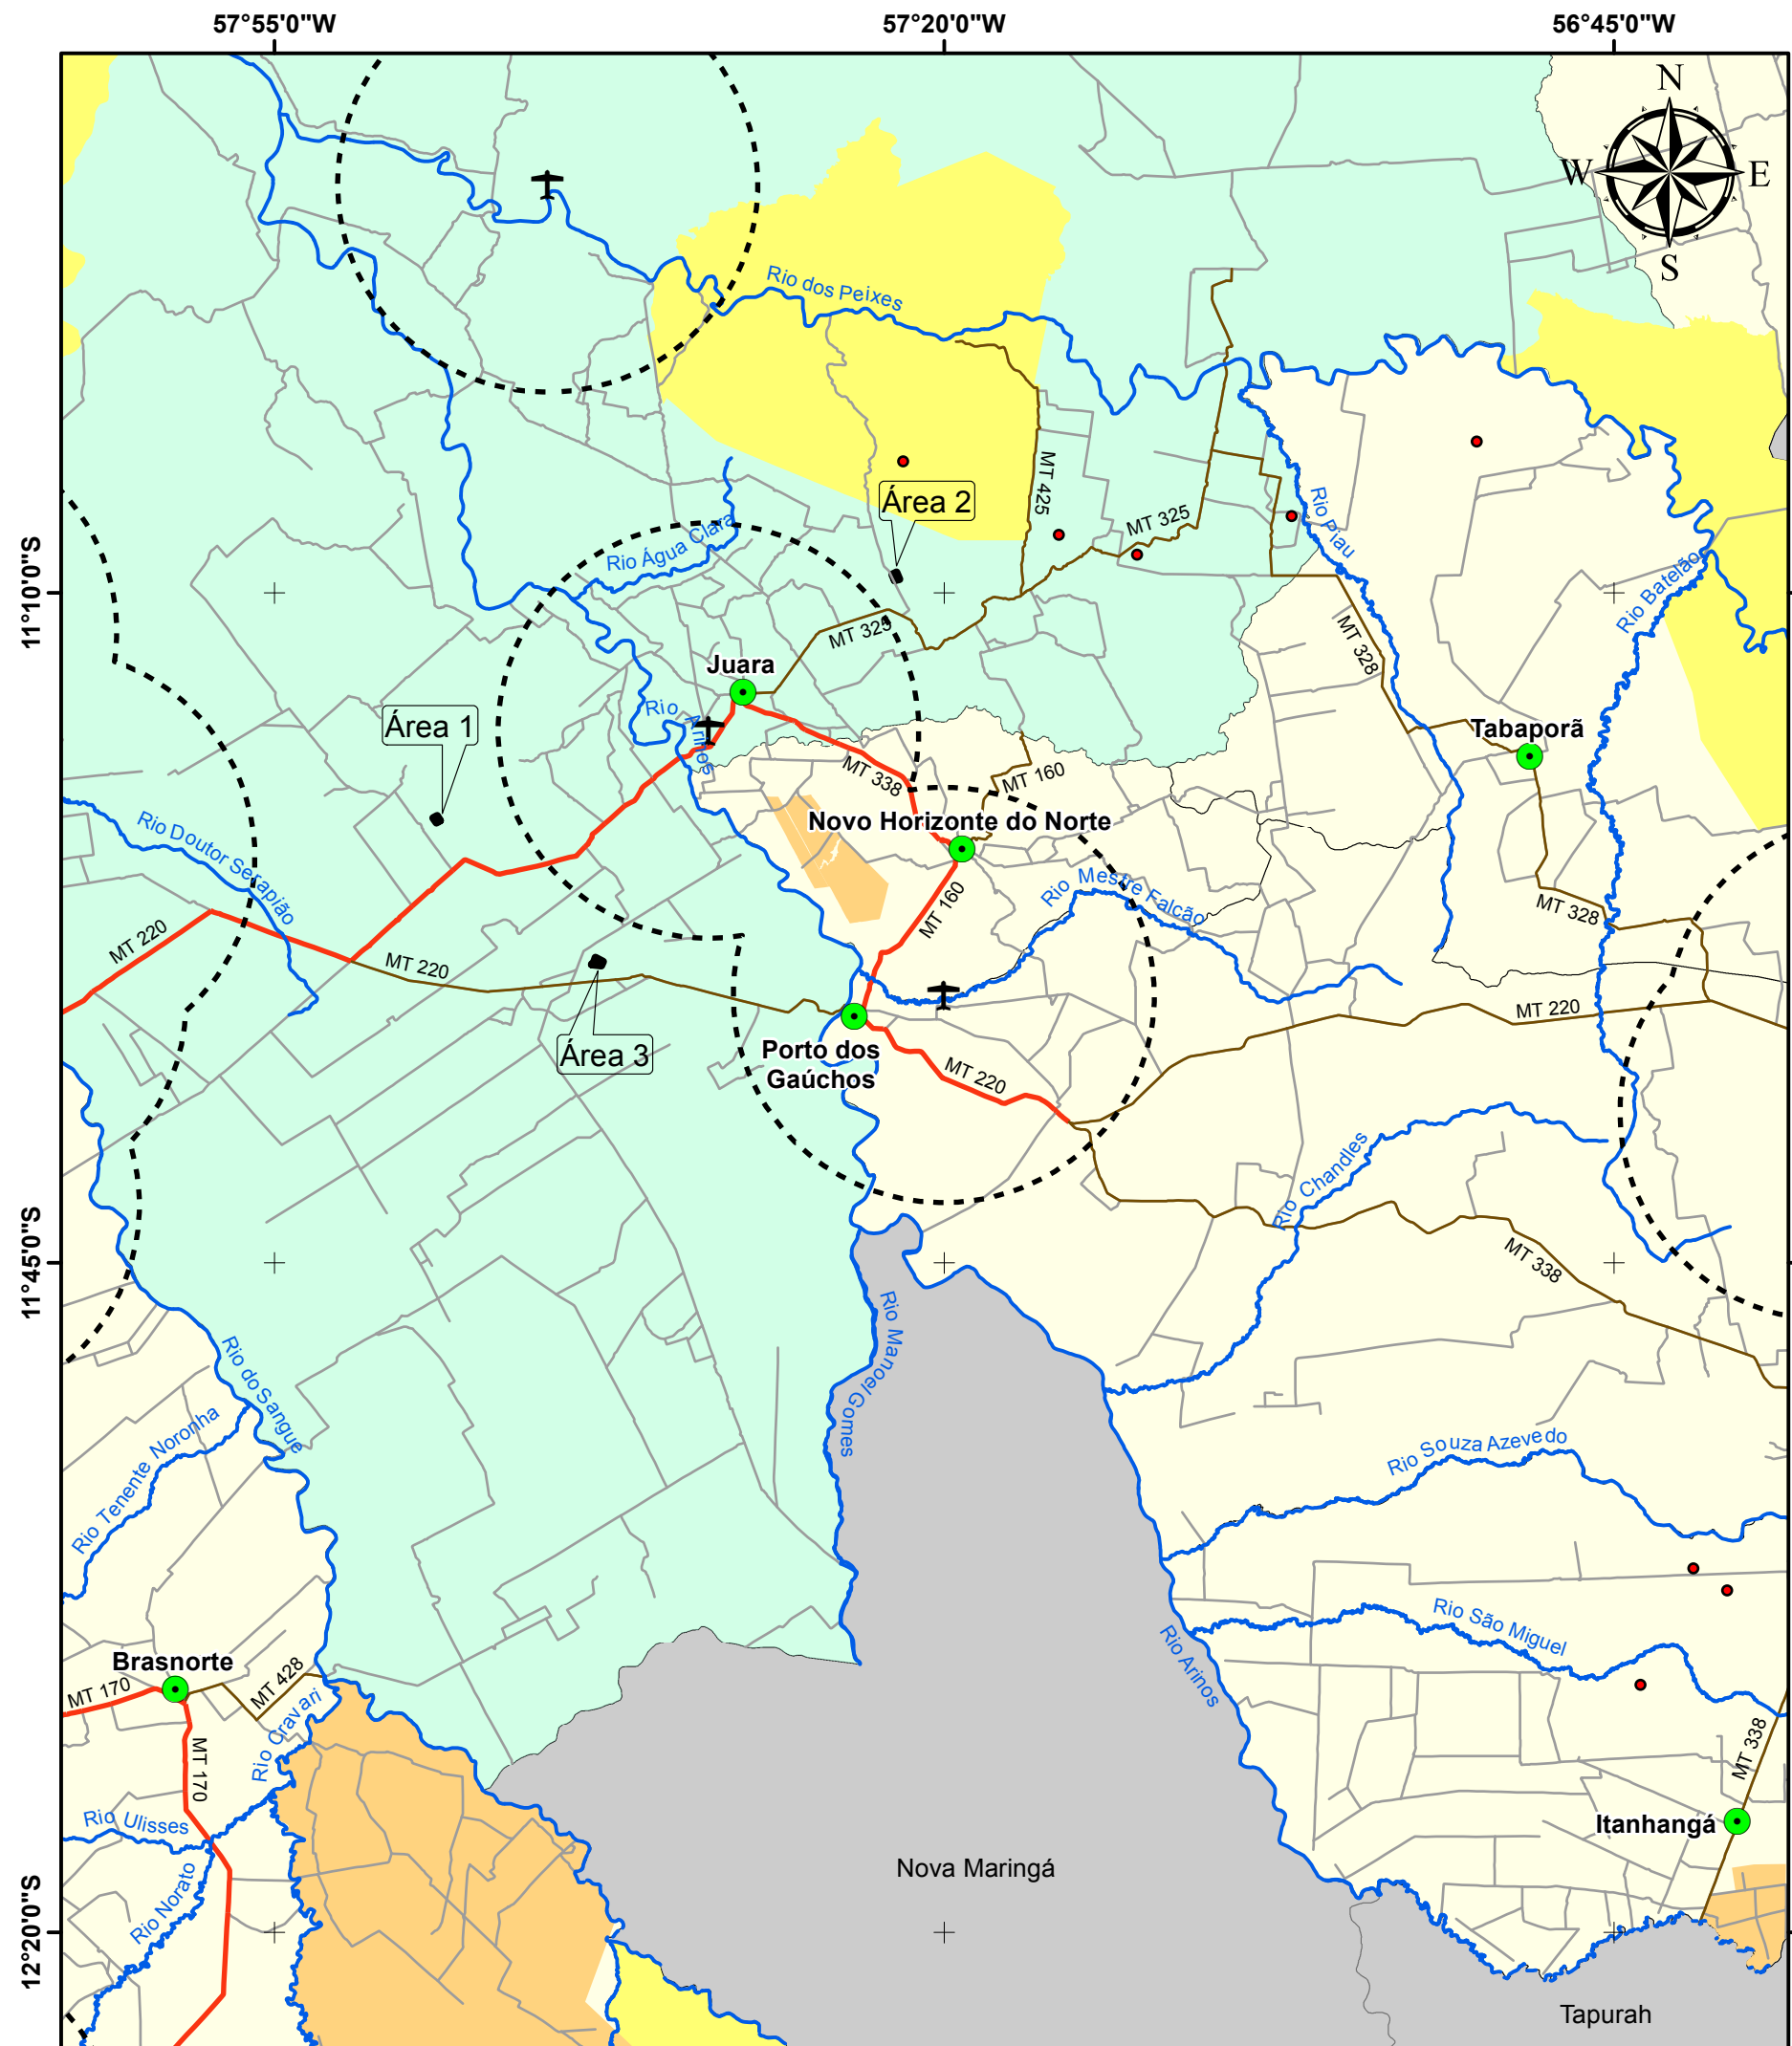 57°55'0"W
57°20'0"W
56°45'0"W
N
W
E
S
Rio dos Peixes
Área 2
MT 425
MT 325
Rio Piau
Rio Água Clara
11°10'0"S
Rio Batelão
MT 325
MT 328
Juara
Rio Arinos
Área 1
Tabaporã
MT 338
MT 160
Novo Horizonte do Norte
Rio Doutor Serapião
Rio Mestre Falcão
MT 160
MT 328
MT 220
MT 220
MT 220
Área 3
Porto dos
Gaúchos
MT 220
Rio Chandles
11°45'0"S
MT 338
Rio Manoel Gomes
Rio do Sangue
Rio Tenente Noronha
Rio Souza Azevedo
Rio São Miguel
Rio Arinos
Brasnorte
MT 170
MT 428
Rio Cravari
MT 170
MT 338
Rio Ulisses
Itanhangá
Nova Maringá
Rio Norato
12°20'0"S
Tapurah